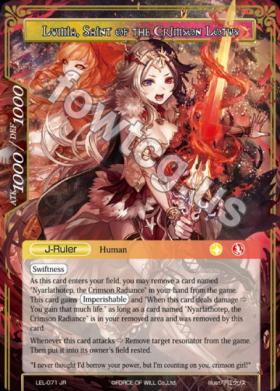 Lumia, Saint of the Crimson Lotus
ATK 1000 / DEF 1000
fowtcg.us
J-Ruler Human
Swiftness
As this card enters your field, you may remove a card named
"Nyarlathotep, the Crimson Radiance" in your hand from the game.
This card gains Imperishable and "When this card deals damage ⇒
You gain that much life." as long as a card named "Nyarlathotep, the
Crimson Radiance" is in your removed area and was removed by this
card.
Whenever this card attacks ⇒ Remove target resonator from the game.
Then put it into its owner's field rested.
"I never thought I'd borrow your power, but I'm counting on you, crimson girl!"
LEL-071 JR
©FORCE OF WILL Co.,Ltd.